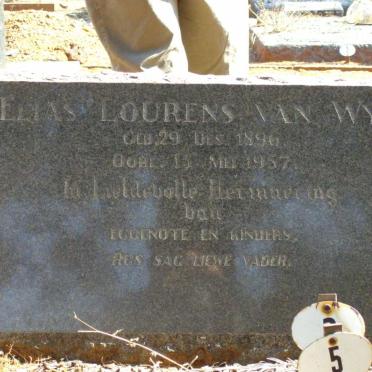 ELIAS LOURENS VAN WY
GEB. 29 DES. 1896
OORL. 15 MEI 1957.
In Liefdevolle Herinnering
van
EGGENOTE EN KINDERS.
RUS SAG LIEWE VADER.
5